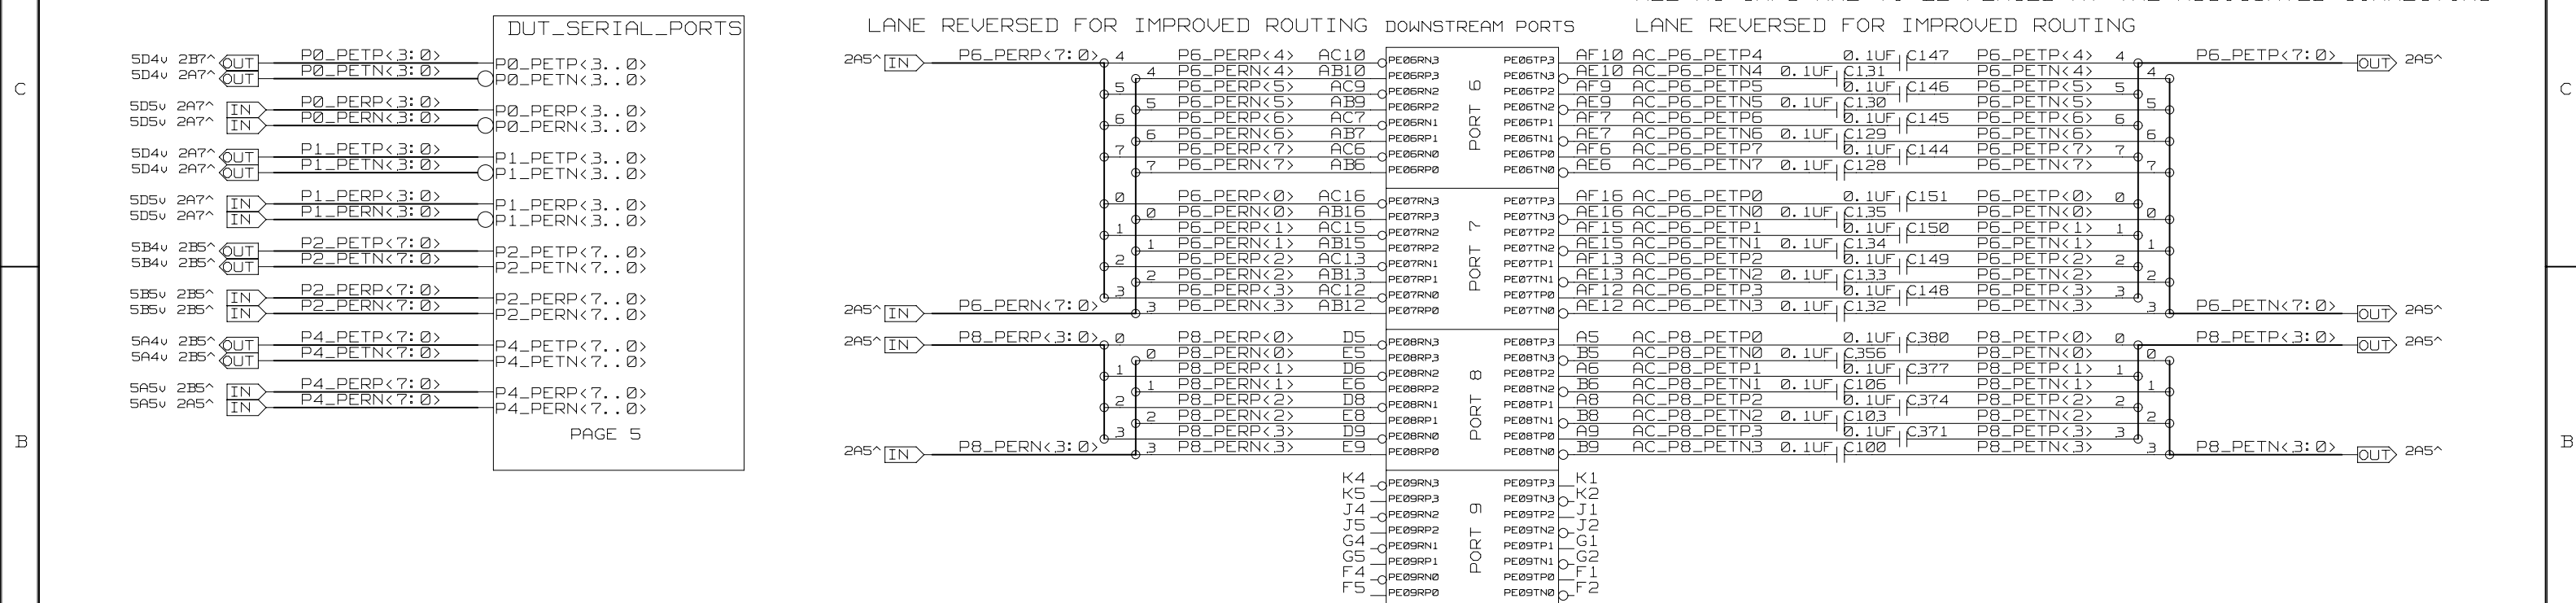 LANE REVERSED FOR IMPROVED ROUTING DOWNSTREAM PORTS LANE REVERSED FOR IMPROVED ROUTING
DUT_SERIAL_PORTS
5D4v 2B7^ OUT P0_PETP<3:0> P0_PETP<3..0>
5D4v 2A7^ OUT P0_PETN<3:0> P0_PETN<3..0>
5D5v 2A7^ IN P0_PERP<3:0> P0_PERP<3..0>
5D5v 2A7^ IN P0_PERN<3:0> P0_PERN<3..0>
5D4v 2A7^ OUT P1_PETP<3:0> P1_PETP<3..0>
5D4v 2A7^ OUT P1_PETN<3:0> P1_PETN<3..0>
5D5v 2A7^ IN P1_PERP<3:0> P1_PERP<3..0>
5D5v 2A7^ IN P1_PERN<3:0> P1_PERN<3..0>
5B4v 2B5^ OUT P2_PETP<7:0> P2_PETP<7..0>
5B4v 2B5^ OUT P2_PETN<7:0> P2_PETN<7..0>
5B5v 2B5^ IN P2_PERP<7:0> P2_PERP<7..0>
5B5v 2B5^ IN P2_PERN<7:0> P2_PERN<7..0>
5A4v 2B5^ OUT P4_PETP<7:0> P4_PETP<7..0>
5A4v 2B5^ OUT P4_PETN<7:0> P4_PETN<7..0>
5A5v 2B5^ IN P4_PERP<7:0> P4_PERP<7..0>
5A5v 2A5^ IN P4_PERN<7:0> P4_PERN<7..0>
PAGE 5
C
B
2A5^ IN P6_PERP<7:0> 4 P6_PERP<4> AC10 PE06RN3 PE06TP3 AF10 AC_P6_PETP4 0.1UF C147 P6_PETP<4> 4 P6_PETP<7:0> OUT 2A5^
4 P6_PERN<4> AB10 PE06RP3 PE06TN3 AE10 AC_P6_PETN4 0.1UF C131 P6_PETN<4> 4
5 P6_PERP<5> AC9 PE06RN2 PE06TP2 AF9 AC_P6_PETP5 0.1UF C146 P6_PETP<5> 5
5 P6_PERN<5> AB9 PE06RP2 PE06TN2 AE9 AC_P6_PETN5 0.1UF C130 P6_PETN<5> 5
6 P6_PERP<6> AC7 PE06RN1 PE06TP1 AF7 AC_P6_PETP6 0.1UF C145 P6_PETP<6> 6
6 P6_PERN<6> AB7 PE06RP1 PE06TN1 AE7 AC_P6_PETN6 0.1UF C129 P6_PETN<6> 6
7 P6_PERP<7> AC6 PE06RN0 PE06TP0 AF6 AC_P6_PETP7 0.1UF C144 P6_PETP<7> 7
7 P6_PERN<7> AB6 PE06RP0 PE06TN0 AE6 AC_P6_PETN7 0.1UF C128 P6_PETN<7> 7
PORT 6
0 P6_PERP<0> AC16 PE07RN3 PE07TP3 AF16 AC_P6_PETP0 0.1UF C151 P6_PETP<0> 0
0 P6_PERN<0> AB16 PE07RP3 PE07TN3 AE16 AC_P6_PETN0 0.1UF C135 P6_PETN<0> 0
1 P6_PERP<1> AC15 PE07RN2 PE07TP2 AF15 AC_P6_PETP1 0.1UF C150 P6_PETP<1> 1
1 P6_PERN<1> AB15 PE07RP2 PE07TN2 AE15 AC_P6_PETN1 0.1UF C134 P6_PETN<1> 1
2 P6_PERP<2> AC13 PE07RN1 PE07TP1 AF13 AC_P6_PETP2 0.1UF C149 P6_PETP<2> 2
2 P6_PERN<2> AB13 PE07RP1 PE07TN1 AE13 AC_P6_PETN2 0.1UF C133 P6_PETN<2> 2
3 P6_PERP<3> AC12 PE07RN0 PE07TP0 AF12 AC_P6_PETP3 0.1UF C148 P6_PETP<3> 3
2A5^ IN P6_PERN<7:0> 3 P6_PERN<3> AB12 PE07RP0 PE07TN0 AE12 AC_P6_PETN3 0.1UF C132 P6_PETN<3> 3 P6_PETN<7:0> OUT 2A5^
PORT 7
2A5^ IN P8_PERP<3:0> 0 P8_PERP<0> D5 PE08RN3 PE08TP3 A5 AC_P8_PETP0 0.1UF C380 P8_PETP<0> 0 P8_PETP<3:0> OUT 2A5^
0 P8_PERN<0> E5 PE08RP3 PE08TN3 B5 AC_P8_PETN0 0.1UF C356 P8_PETN<0> 0
1 P8_PERP<1> D6 PE08RN2 PE08TP2 A6 AC_P8_PETP1 0.1UF C377 P8_PETP<1> 1
1 P8_PERN<1> E6 PE08RP2 PE08TN2 B6 AC_P8_PETN1 0.1UF C106 P8_PETN<1> 1
2 P8_PERP<2> D8 PE08RN1 PE08TP1 A8 AC_P8_PETP2 0.1UF C374 P8_PETP<2> 2
2 P8_PERN<2> E8 PE08RP1 PE08TN1 B8 AC_P8_PETN2 0.1UF C103 P8_PETN<2> 2
3 P8_PERP<3> D9 PE08RN0 PE08TP0 A9 AC_P8_PETP3 0.1UF C371 P8_PETP<3> 3
2A5^ IN P8_PERN<3:0> 3 P8_PERN<3> E9 PE08RP0 PE08TN0 B9 AC_P8_PETN3 0.1UF C100 P8_PETN<3> 3 P8_PETN<3:0> OUT 2A5^
PORT 8
K4 PE09RN3 PE09TP3 K1
K5 PE09RP3 PE09TN3 K2
J4 PE09RN2 PE09TP2 J1
J5 PE09RP2 PE09TN2 J2
G4 PE09RN1 PE09TP1 G1
G5 PE09RP1 PE09TN1 G2
F4 PE09RN0 PE09TP0 F1
F5 PE09RP0 PE09TN0 F2
PORT 9
C
B